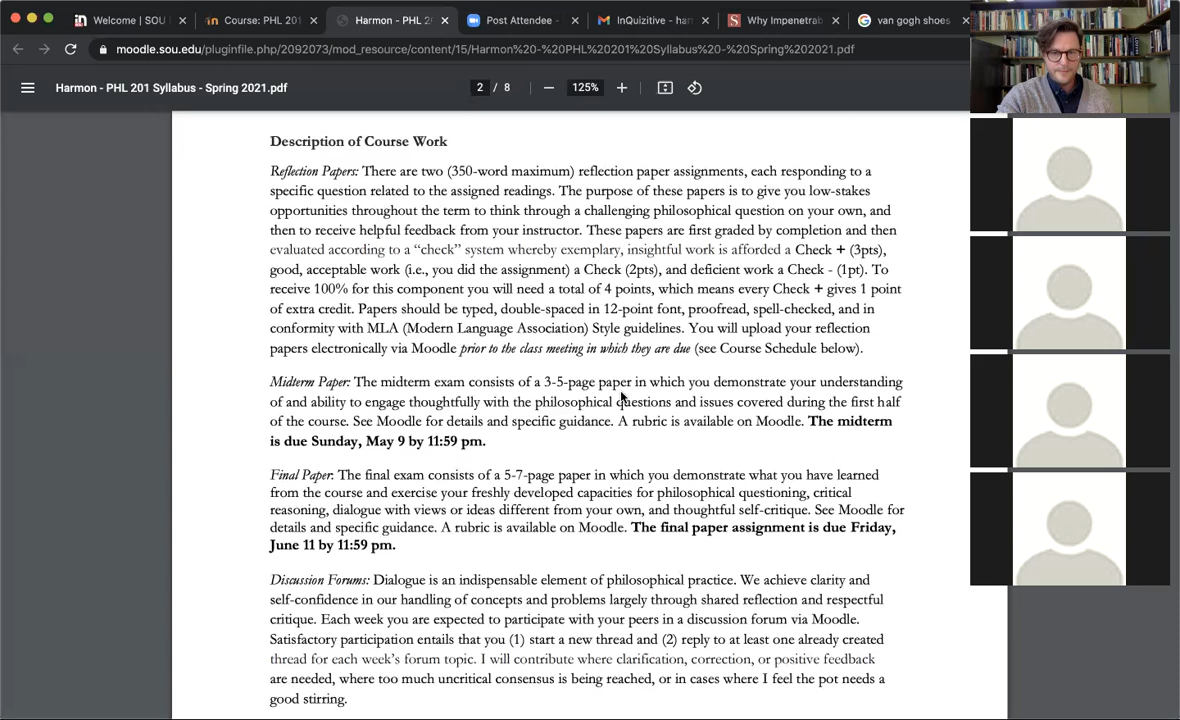 Welcome | SOU
Course: PHL 201
Harmon - PHL 2
Post Attendee -
InQuizitive - har
Why Impenetrab
van gogh shoes
moodle.sou.edu/pluginfile.php/2092073/mod_resource/content/15/Harmon%20-%20PHL%20201%20Syllabus%20-%20Spring%202021.pdf
Harmon - PHL 201 Syllabus - Spring 2021.pdf
2 / 8
125%
Description of Course Work
Reflection Papers: There are two (350-word maximum) reflection paper assignments, each responding to a
specific question related to the assigned readings. The purpose of these papers is to give you low-stakes
opportunities throughout the term to think through a challenging philosophical question on your own, and
then to receive helpful feedback from your instructor. These papers are first graded by completion and then
evaluated according to a “check” system whereby exemplary, insightful work is afforded a Check + (3pts),
good, acceptable work (i.e., you did the assignment) a Check (2pts), and deficient work a Check - (1pt). To
receive 100% for this component you will need a total of 4 points, which means every Check + gives 1 point
of extra credit. Papers should be typed, double-spaced in 12-point font, proofread, spell-checked, and in
conformity with MLA (Modern Language Association) Style guidelines. You will upload your reflection
papers electronically via Moodle prior to the class meeting in which they are due (see Course Schedule below).
Midterm Paper: The midterm exam consists of a 3-5-page paper in which you demonstrate your understanding
of and ability to engage thoughtfully with the philosophical questions and issues covered during the first half
of the course. See Moodle for details and specific guidance. A rubric is available on Moodle. The midterm
is due Sunday, May 9 by 11:59 pm.
Final Paper: The final exam consists of a 5-7-page paper in which you demonstrate what you have learned
from the course and exercise your freshly developed capacities for philosophical questioning, critical
reasoning, dialogue with views or ideas different from your own, and thoughtful self-critique. See Moodle for
details and specific guidance. A rubric is available on Moodle. The final paper assignment is due Friday,
June 11 by 11:59 pm.
Discussion Forums: Dialogue is an indispensable element of philosophical practice. We achieve clarity and
self-confidence in our handling of concepts and problems largely through shared reflection and respectful
critique. Each week you are expected to participate with your peers in a discussion forum via Moodle.
Satisfactory participation entails that you (1) start a new thread and (2) reply to at least one already created
thread for each week’s forum topic. I will contribute where clarification, correction, or positive feedback
are needed, where too much uncritical consensus is being reached, or in cases where I feel the pot needs a
good stirring.